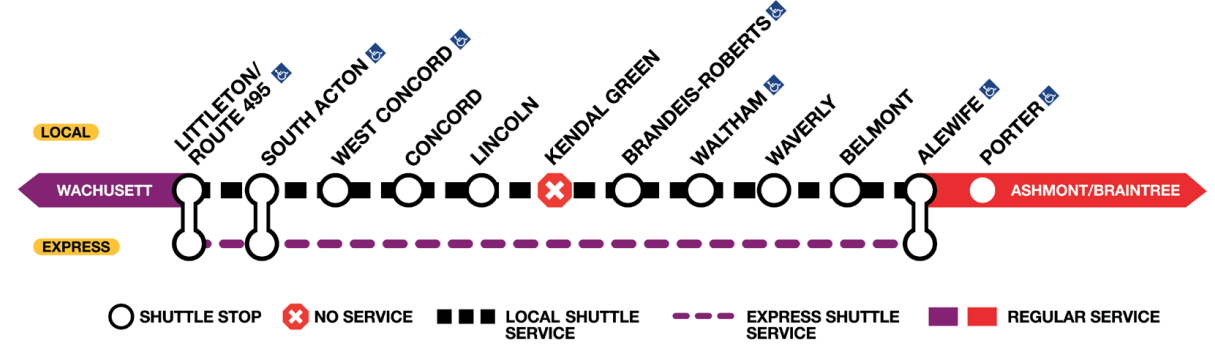 LOCAL
EXPRESS
WACHUSETT
LITTLETON/
ROUTE 495
SOUTH ACTON
WEST CONCORD
CONCORD
LINCOLN
KENDAL GREEN
BRANDEIS-ROBERTS
WALTHAM
WAVERLY
BELMONT
ALEWIFE
PORTER
ASHMONT/BRAINTREE
SHUTTLE STOP
NO SERVICE
LOCAL SHUTTLE
SERVICE
EXPRESS SHUTTLE
SERVICE
REGULAR SERVICE